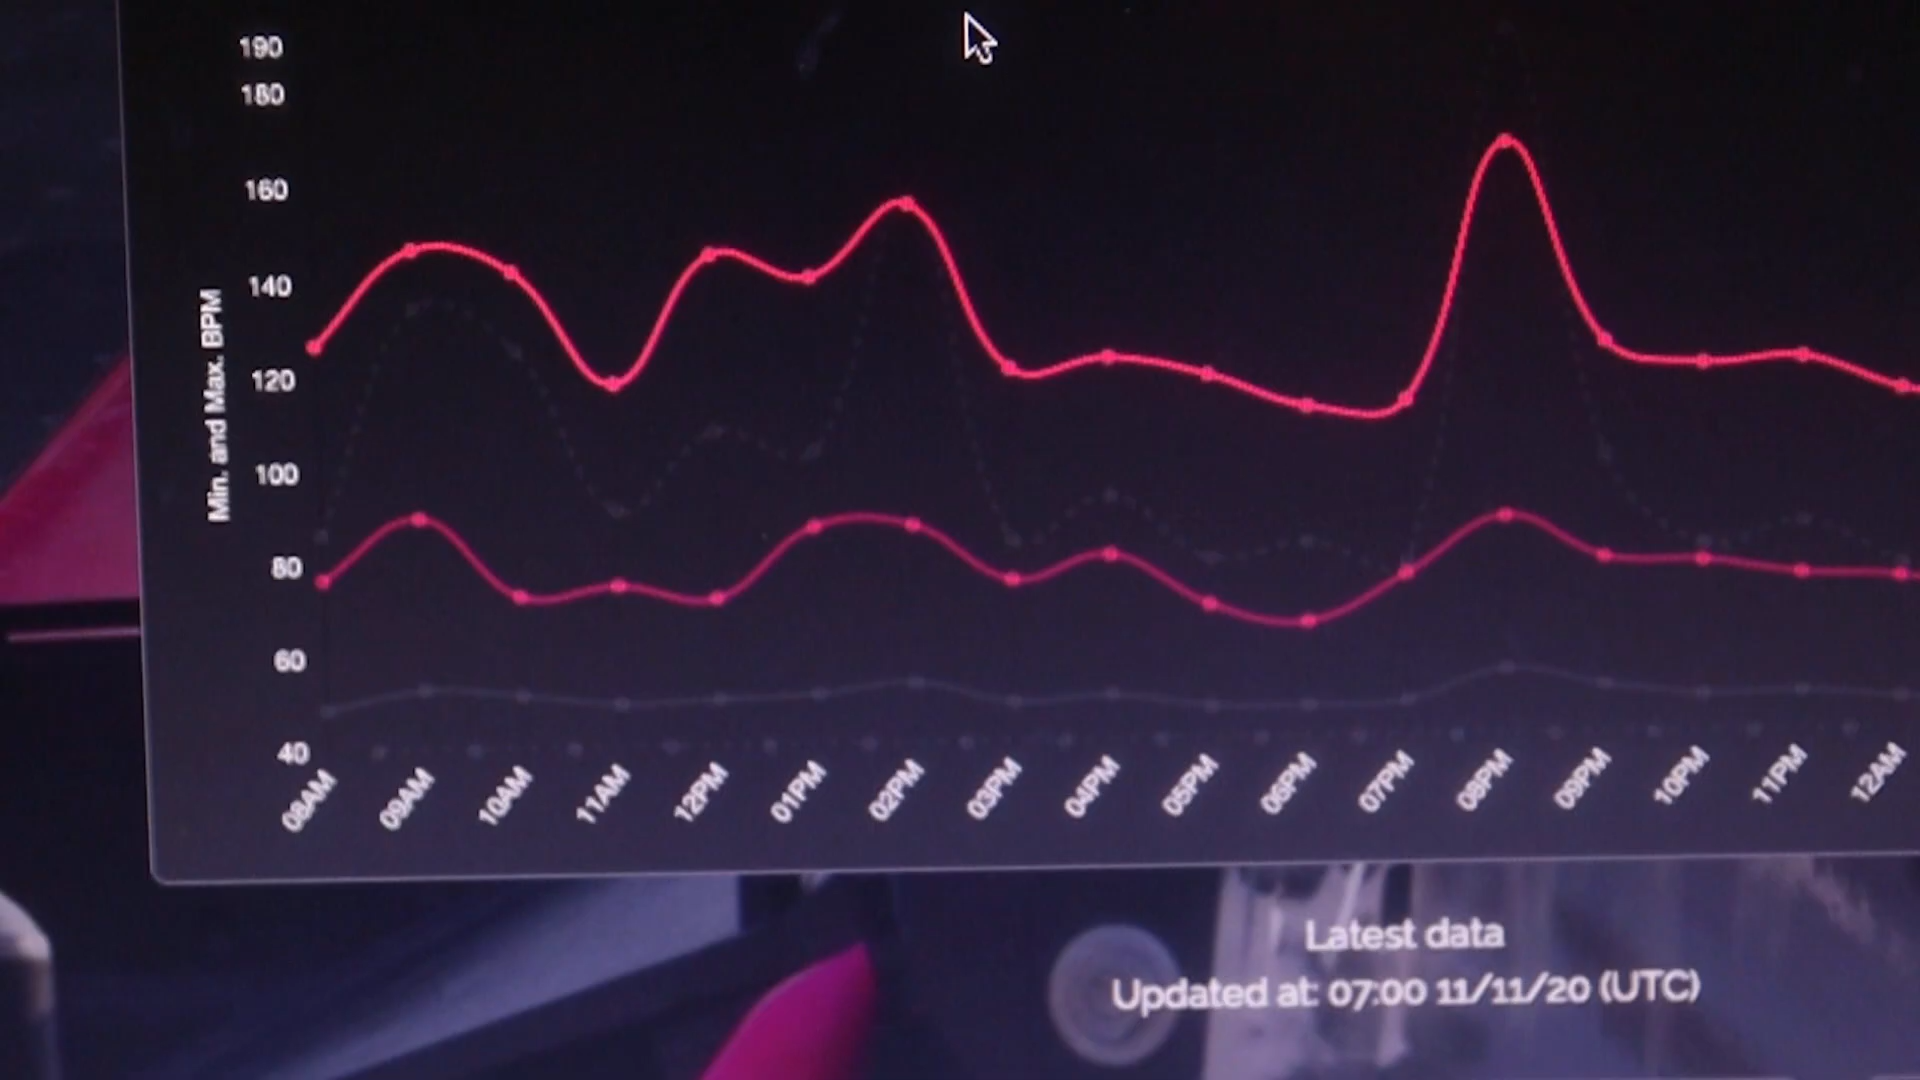 190
180
160
140
120
100
80
60
40
Min. and Max. BPM
08AM
09AM
10AM
11AM
12PM
01PM
02PM
03PM
04PM
05PM
06PM
07PM
08PM
09PM
10PM
11PM
12AM
Latest data
Updated at: 07:00 11/11/20 (UTC)